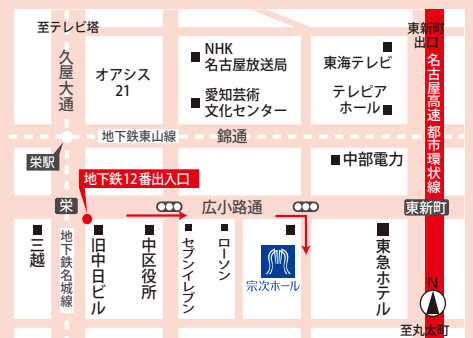 至テレビ塔
久屋大通
オアシス
21
NHK
名古屋放送局
愛知芸術
文化センター
東海テレビ
テレピア
ホール
東新町
出口
名古屋高速 都市環状線
地下鉄東山線
錦通
栄駅
中部電力
地下鉄12番出入口
栄
広小路通
東新町
三越
地下鉄名城線
旧中日ビル
中区役所
セブンイレブン
ローソン
宗次ホール
東急ホテル
N
至丸太町